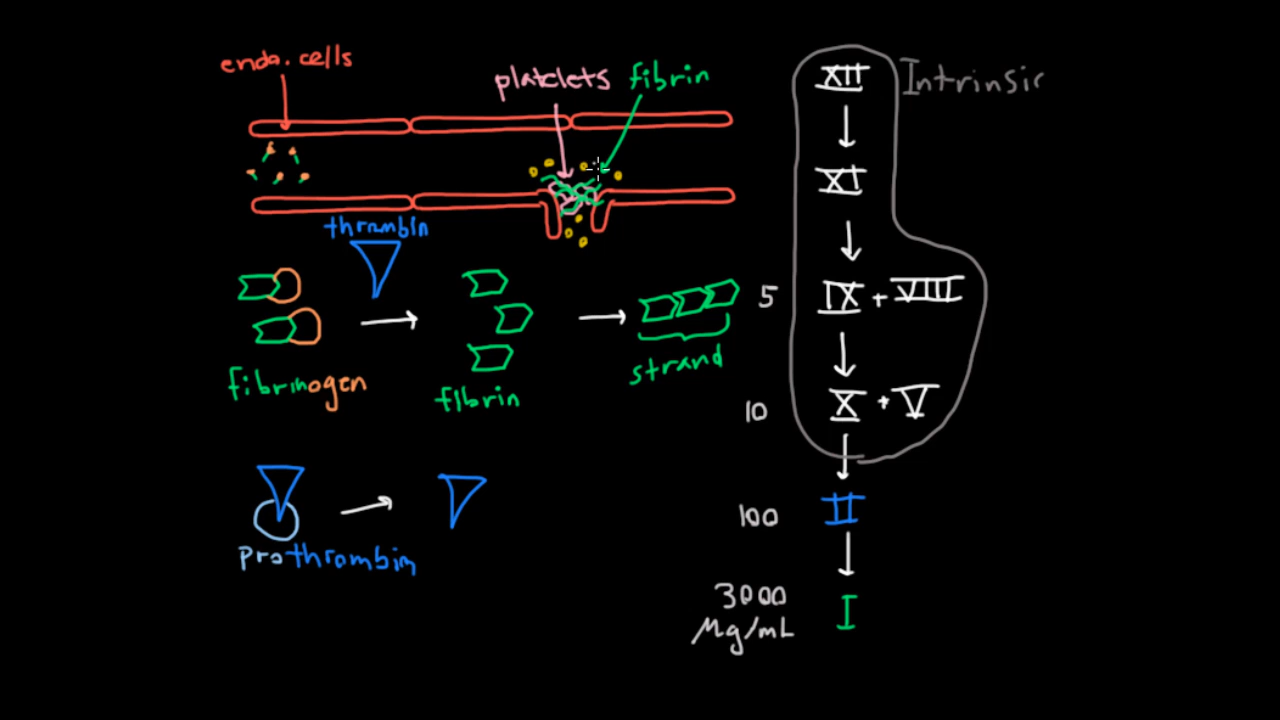 endo.cells
platelets fibrin
thrombin
fibrinogen
fibrin
strand
prothrombin
XII Intrinsic
XI
5 IX + VIII
10 X + V
100 II
3000 I
Mg/mL